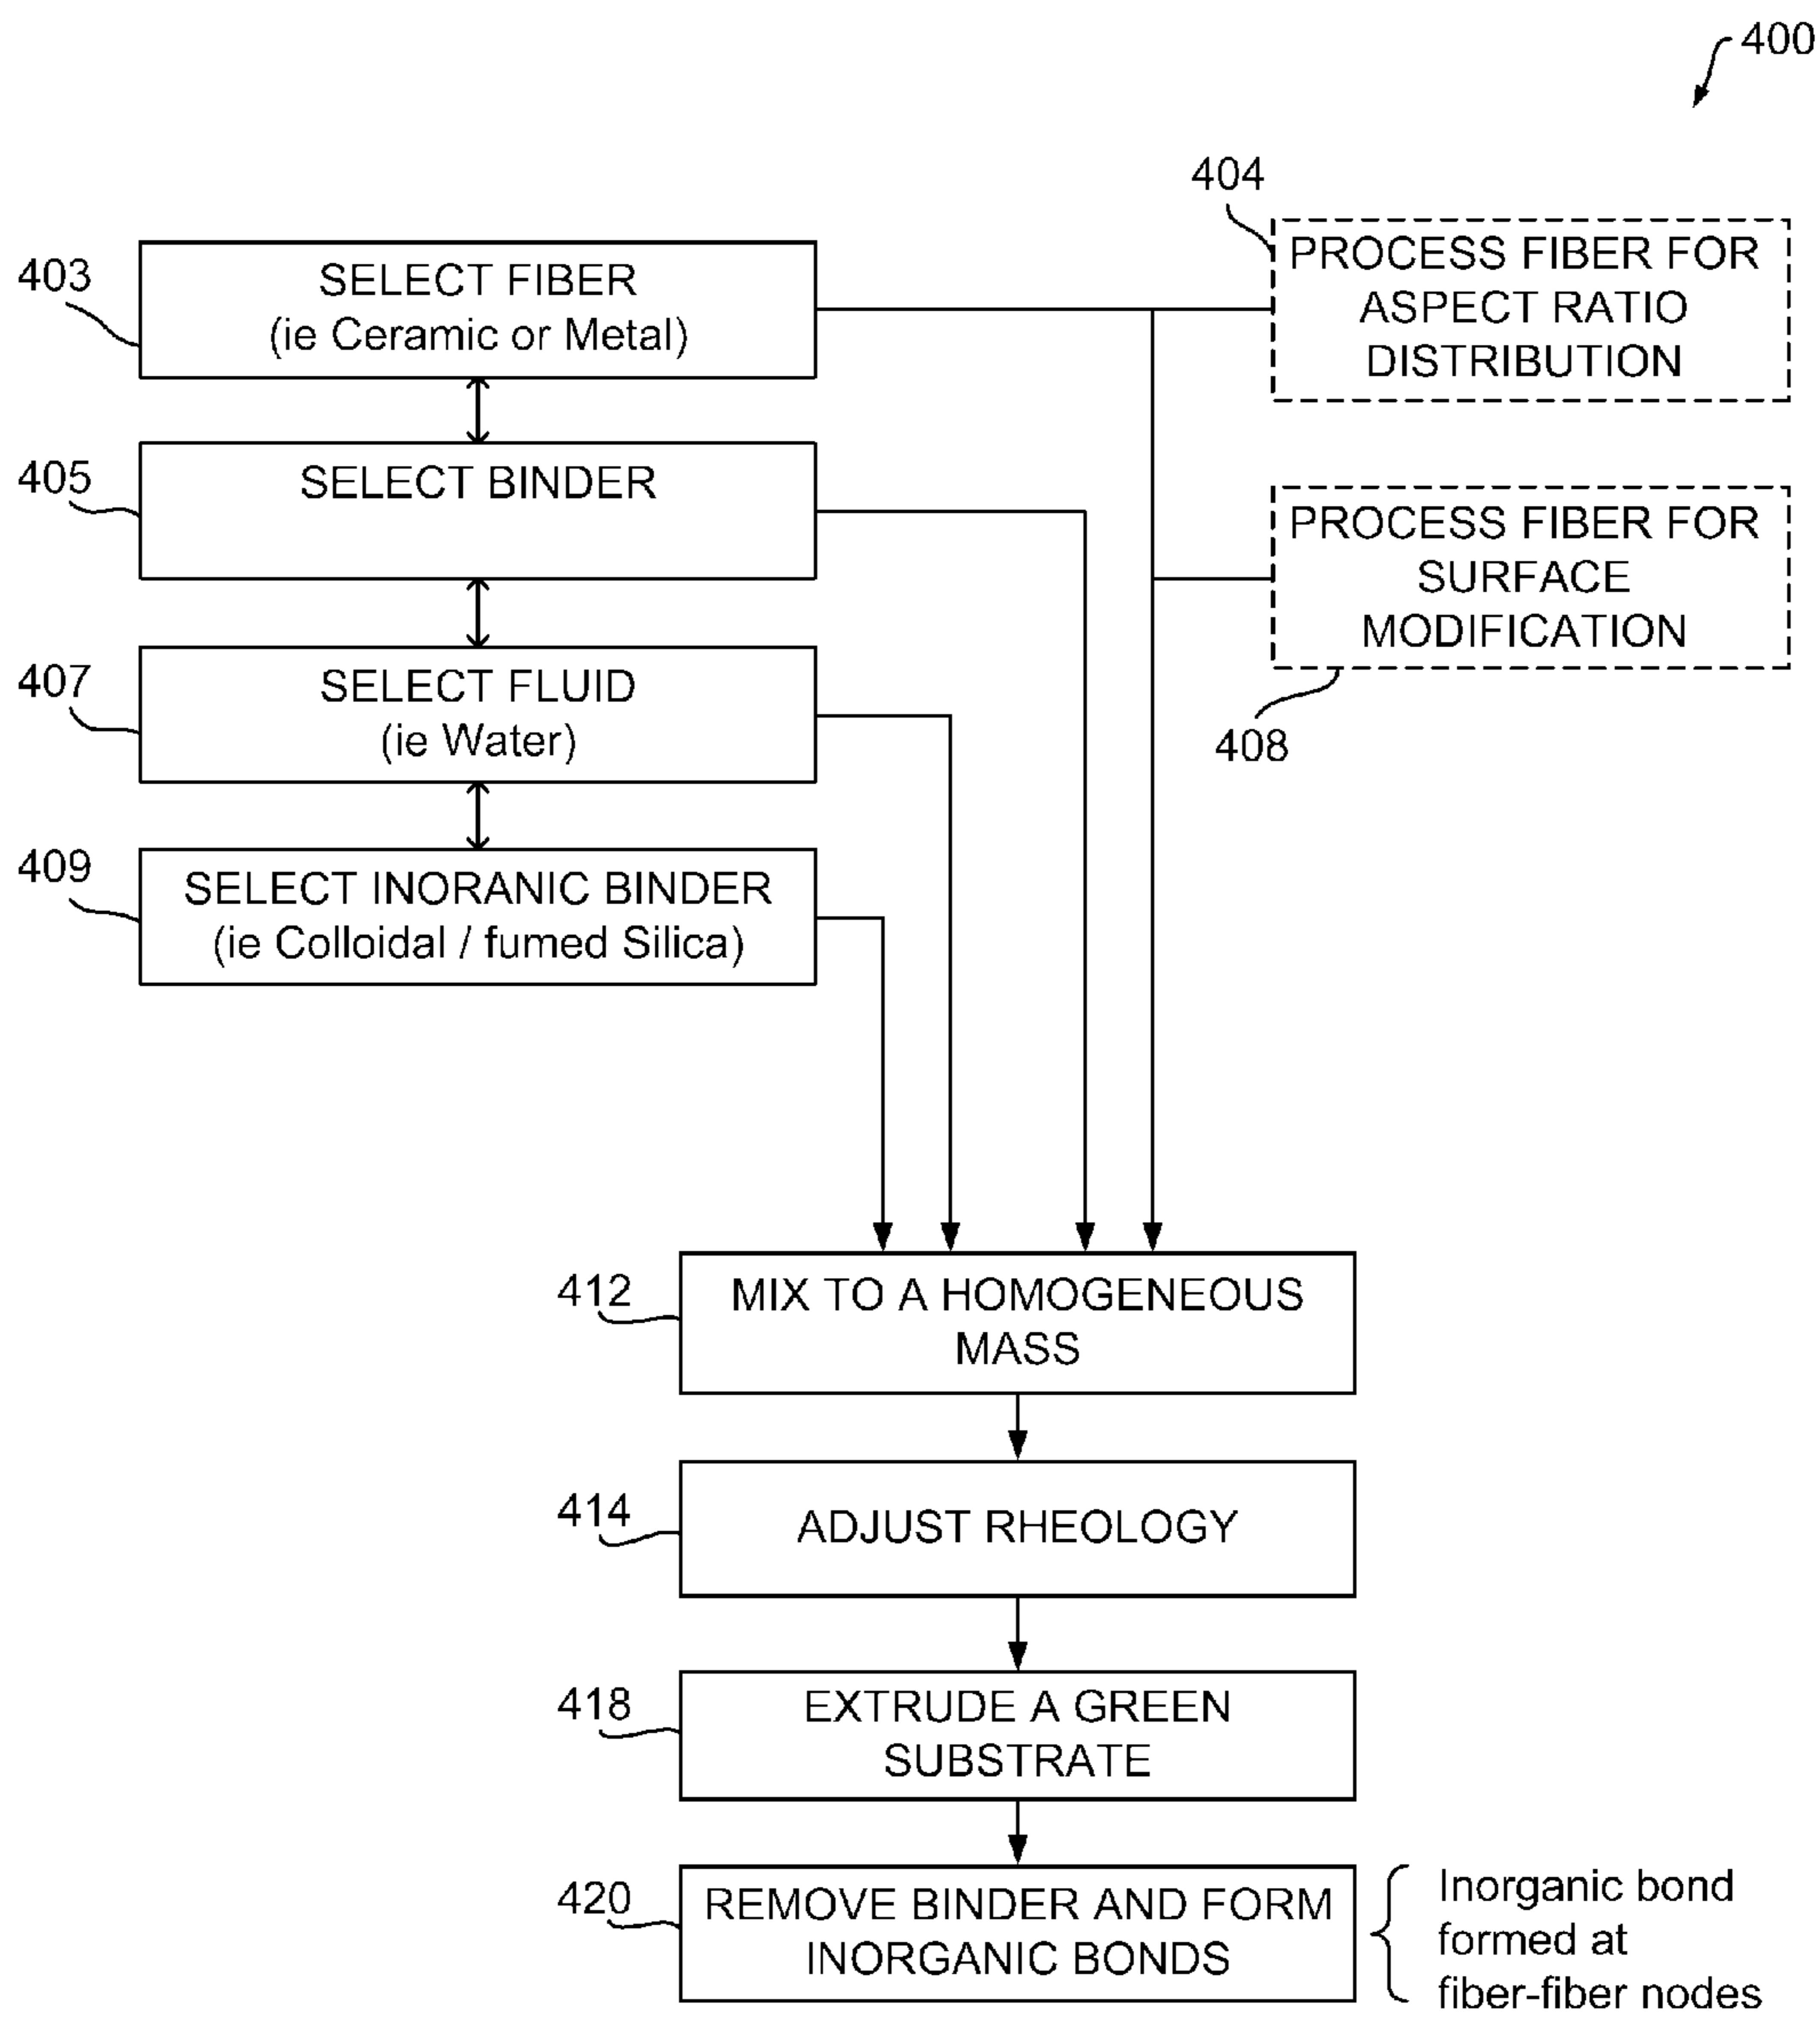 400
404
PROCESS FIBER FOR
ASPECT RATIO
DISTRIBUTION
403
SELECT FIBER
(ie Ceramic or Metal)
405
SELECT BINDER
PROCESS FIBER FOR
SURFACE
MODIFICATION
408
407
SELECT FLUID
(ie Water)
409
SELECT INORANIC BINDER
(ie Colloidal / fumed Silica)
412
MIX TO A HOMOGENEOUS
MASS
414
ADJUST RHEOLOGY
418
EXTRUDE A GREEN
SUBSTRATE
420
REMOVE BINDER AND FORM
INORGANIC BONDS
Inorganic bond
formed at
fiber-fiber nodes